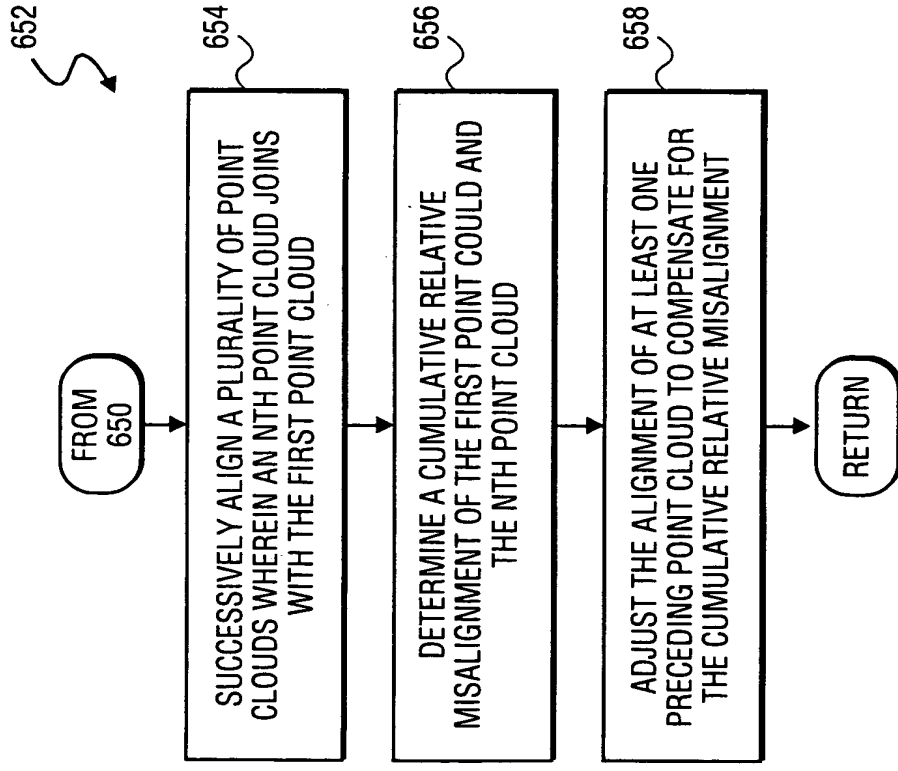 652
FROM
650
654
SUCCESSIVELY ALIGN A PLURALITY OF POINT
CLOUDS WHEREIN AN NTH POINT CLOUD JOINS
WITH THE FIRST POINT CLOUD
656
DETERMINE A CUMULATIVE RELATIVE
MISALIGNMENT OF THE FIRST POINT COULD AND
THE NTH POINT CLOUD
658
ADJUST THE ALIGNMENT OF AT LEAST ONE
PRECEDING POINT CLOUD TO COMPENSATE FOR
THE CUMULATIVE RELATIVE MISALIGNMENT
RETURN